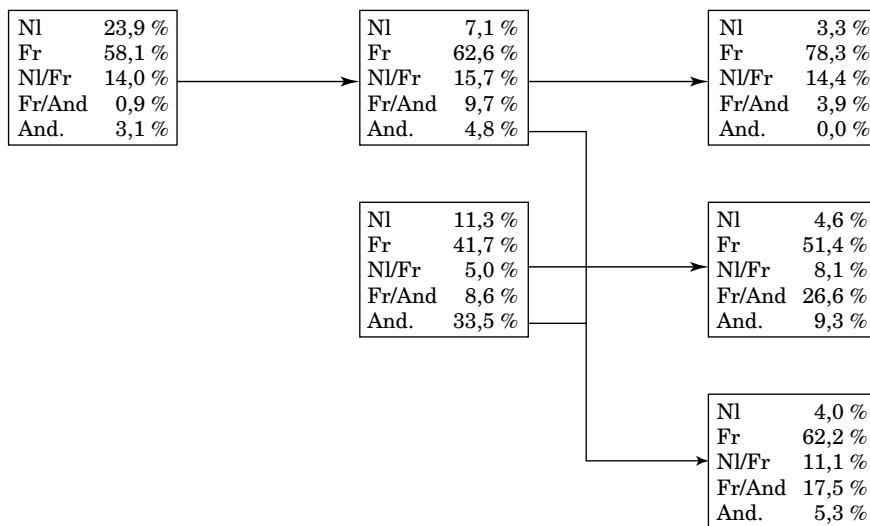 Nl 23,9 %
Fr 58,1 %
Nl/Fr 14,0 %
Fr/And 0,9 %
And. 3,1 %
Nl 7,1 %
Fr 62,6 %
Nl/Fr 15,7 %
Fr/And 9,7 %
And. 4,8 %
Nl 3,3 %
Fr 78,3 %
Nl/Fr 14,4 %
Fr/And 3,9 %
And. 0,0 %
Nl 11,3 %
Fr 41,7 %
Nl/Fr 5,0 %
Fr/And 8,6 %
And. 33,5 %
Nl 4,6 %
Fr 51,4 %
Nl/Fr 8,1 %
Fr/And 26,6 %
And. 9,3 %
Nl 4,0 %
Fr 62,2 %
Nl/Fr 11,1 %
Fr/And 17,5 %
And. 5,3 %